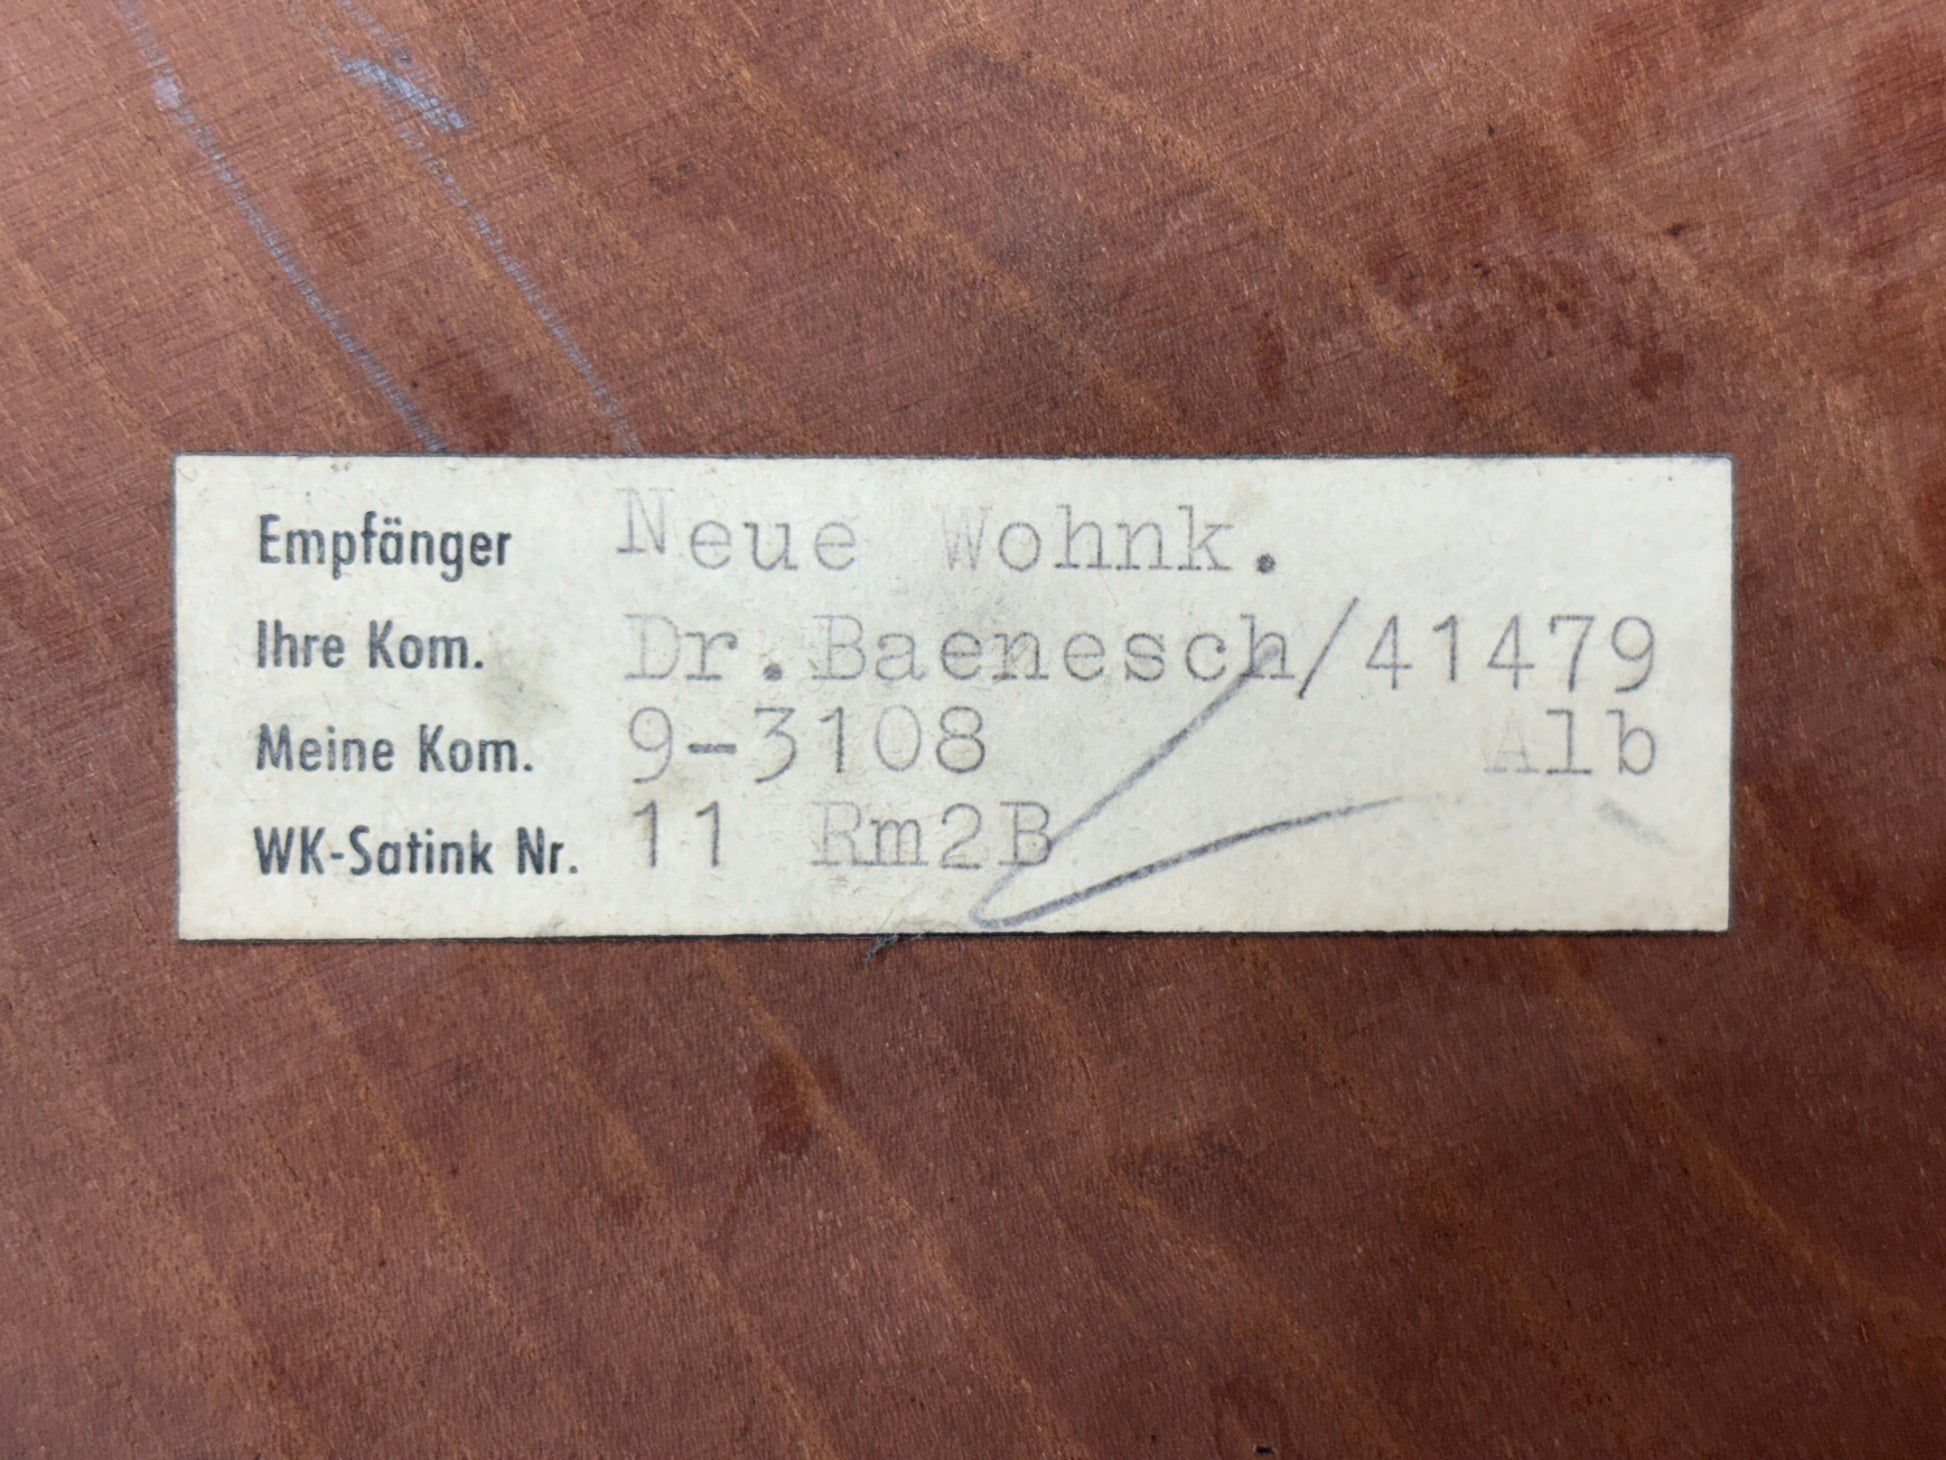 Empfänger Neue Wohnk.
Ihre Kom. Dr. Baenesch/41479
Meine Kom. 9-3108 Alb
WK-Satink Nr. 11 Rm2B